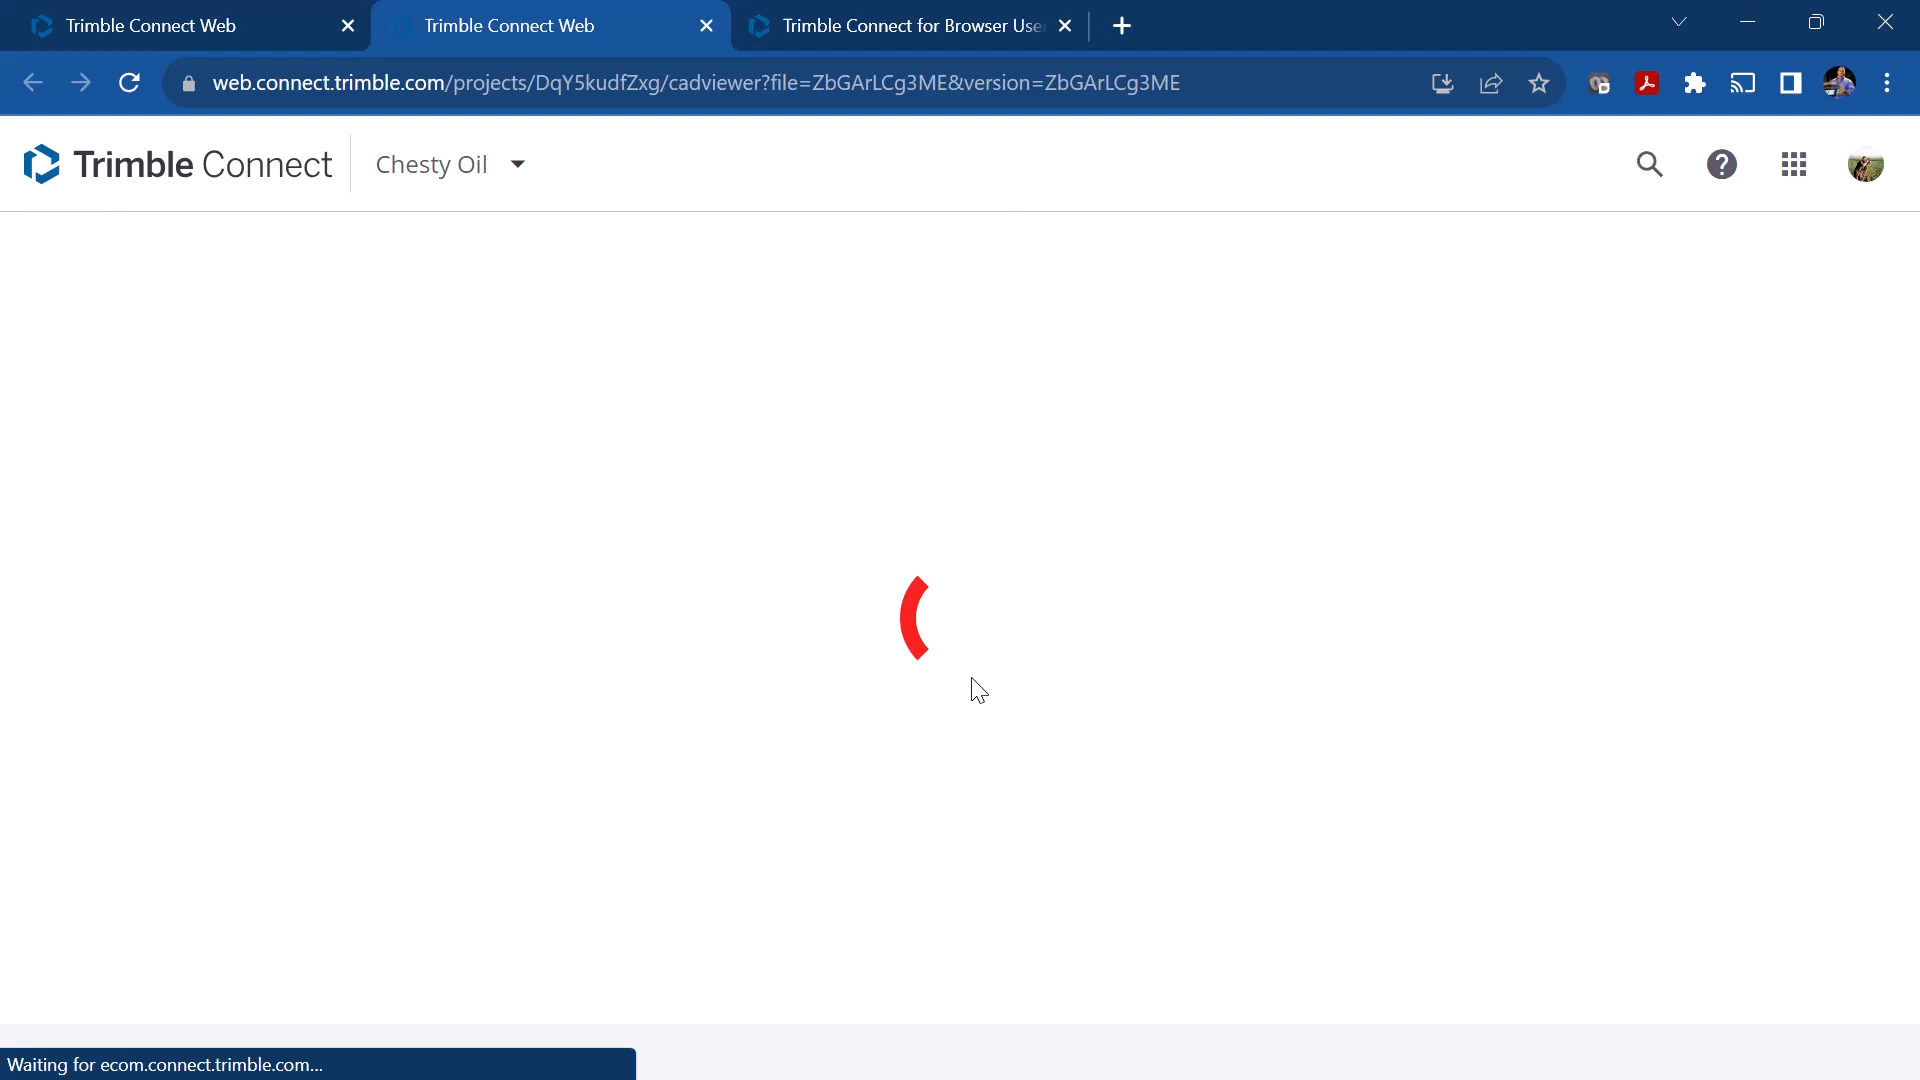 Trimble Connect Web
Trimble Connect Web
Trimble Connect for Browser Use
web.connect.trimble.com/projects/DqY5kudfZxg/cadviewer?file=ZbGArLCg3ME&version=ZbGArLCg3ME
Trimble Connect
Chesty Oil
Waiting for ecom.connect.trimble.com...